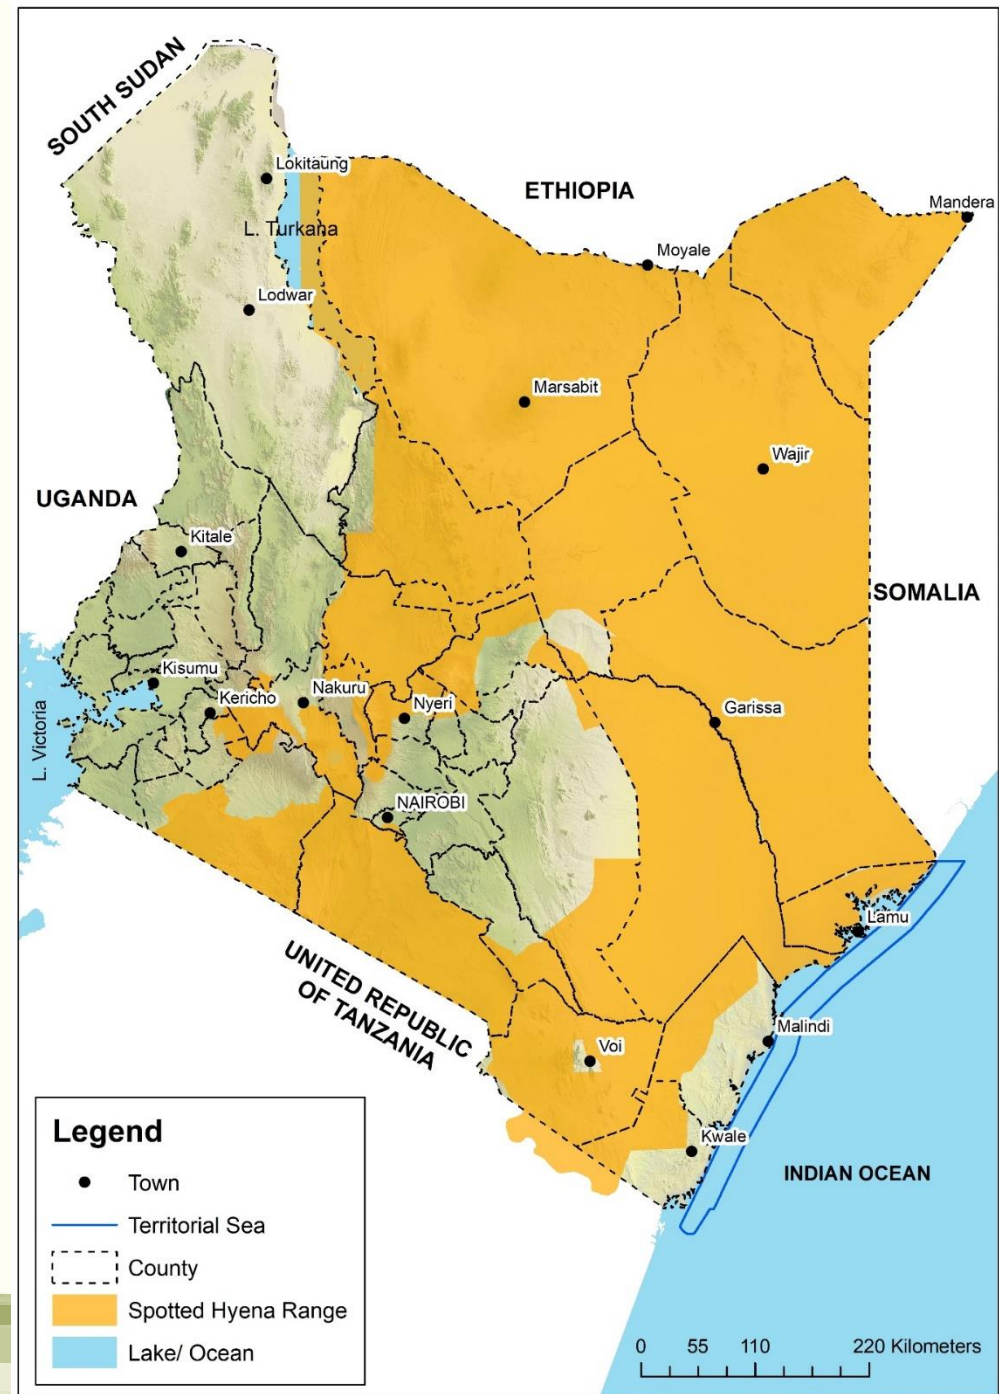 SOUTH SUDAN
Lokitaung
ETHIOPIA
Mandera
L. Turkana
Moyale
Lodwar
Marsabit
Wajir
UGANDA
Kitale
SOMALIA
Kisumu
Kericho
Nakuru
Nyeri
Garissa
L. Victoria
NAIROBI
Lamu
UNITED REPUBLIC
OF TANZANIA
Malindi
Voi
Kwale
INDIAN OCEAN
Legend
Town
Territorial Sea
County
Spotted Hyena Range
Lake/ Ocean
0 55 110 220 Kilometers